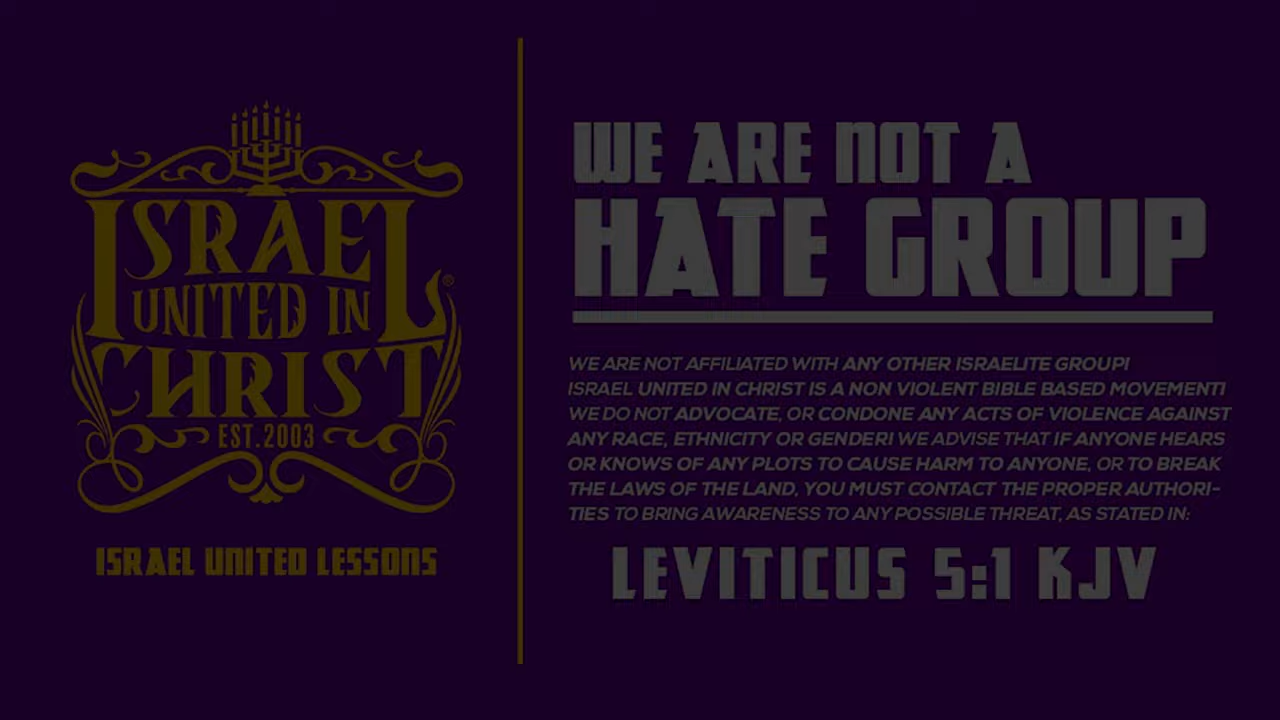 ISRAEL
UNITED IN
CHRIST
®
EST. 2003
ISRAEL UNITED LESSONS
WE ARE NOT A
HATE GROUP
WE ARE NOT AFFILIATED WITH ANY OTHER ISRAELITE GROUP!
ISRAEL UNITED IN CHRIST IS A NON VIOLENT BIBLE BASED MOVEMENT!
WE DO NOT ADVOCATE, OR CONDONE ANY ACTS OF VIOLENCE AGAINST
ANY RACE, ETHNICITY OR GENDER! WE ADVISE THAT IF ANYONE HEARS
OR KNOWS OF ANY PLOTS TO CAUSE HARM TO ANYONE, OR TO BREAK
THE LAWS OF THE LAND, YOU MUST CONTACT THE PROPER AUTHORI-
TIES TO BRING AWARENESS TO ANY POSSIBLE THREAT, AS STATED IN:
LEVITICUS 5:1 KJV